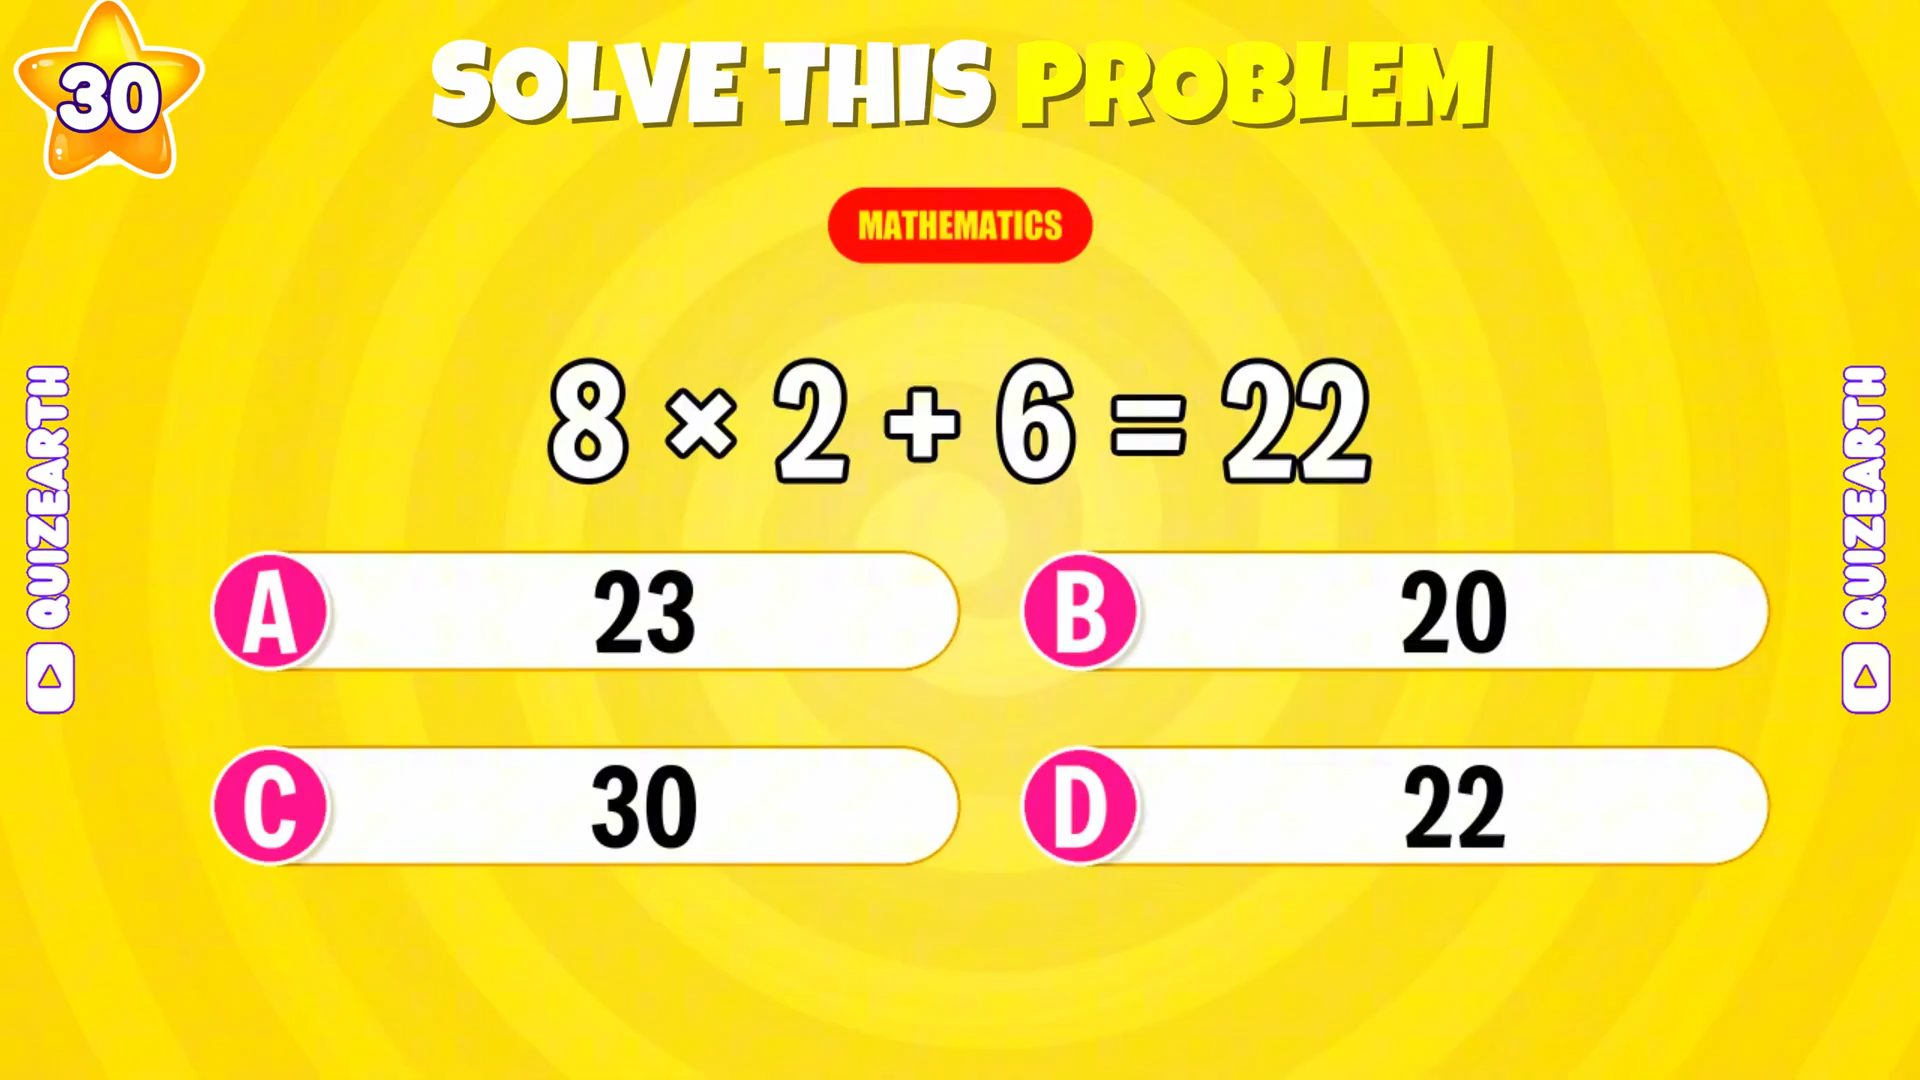 30
SOLVE THIS PROBLEM
MATHEMATICS
8 × 2 + 6 = 22
A 23
B 20
C 30
D 22
QUIZEARTH
QUIZEARTH